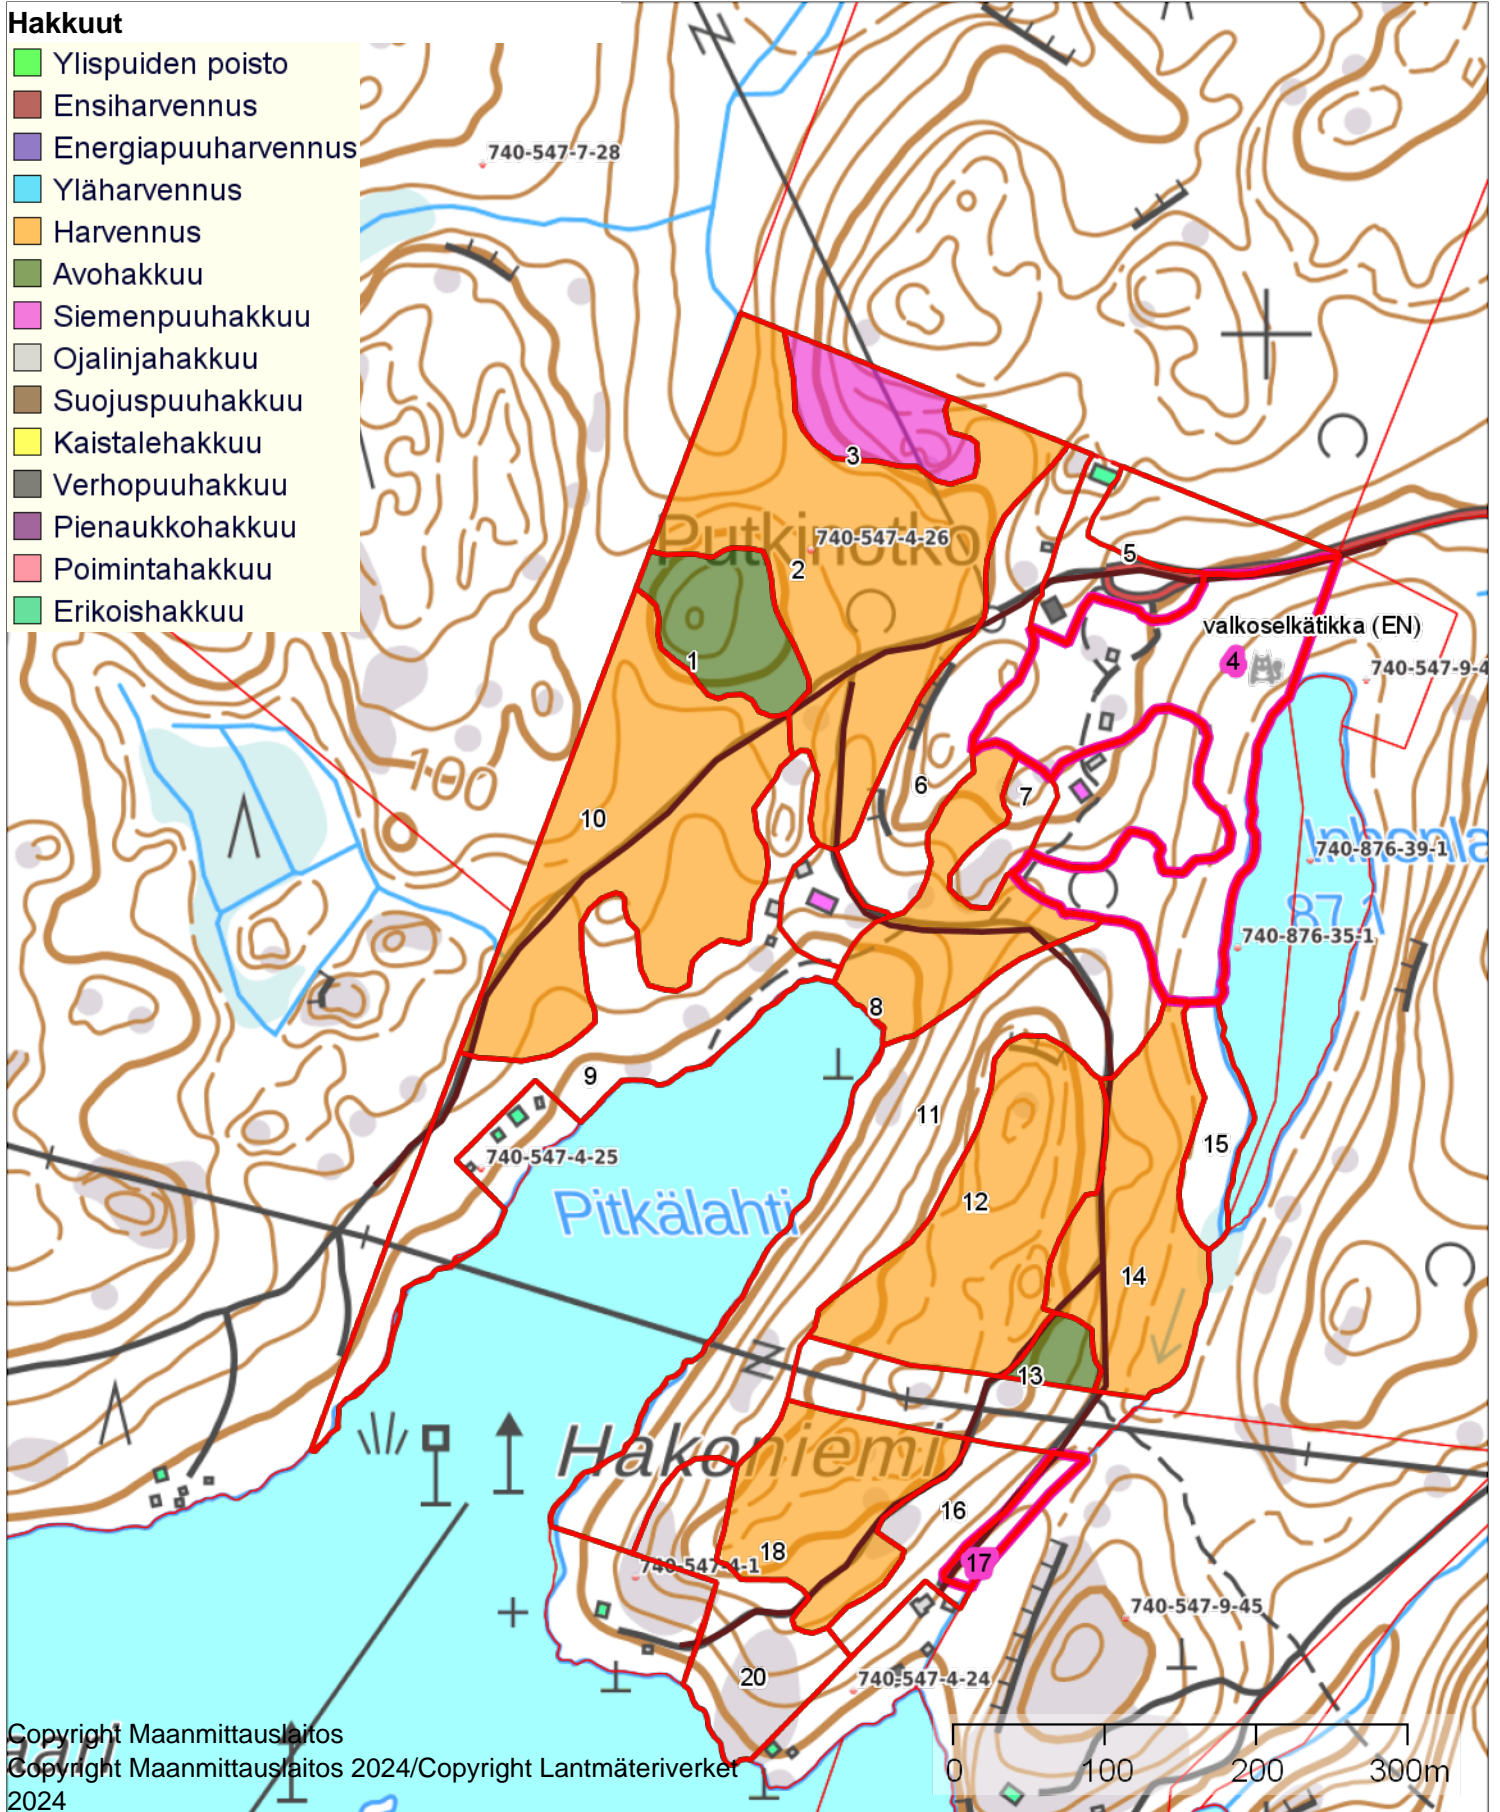 Hakkuut
Ylispuiden poisto
Ensiharvennus
Energiapuuharvennus
Yläharvennus
Harvennus
Avohakkuu
Siemenpuuhakkuu
Ojalinjahakkuu
Suojuspuuhakkuu
Kaistalehakkuu
Verhopuuhakkuu
Pienaukkohakkuu
Poimintahakkuu
Erikoishakkuu
740-547-7-28
3
Putkinotko
740-547-4-26
2
5
valkoselkätikka (EN)
4
740-547-9-4
1
100
10
6
7
740-876-39-1
87.1
740-876-35-1
8
9
11
15
740-547-4-25
Pitkälahti
12
14
13
Hakoniemi
16
18
17
740-547-4-1
740-547-9-45
20
740-547-4-24
Copyright Maanmittauslaitos
Copyright Maanmittauslaitos 2024/Copyright Lantmäteriverket
2024
0 100 200 300m